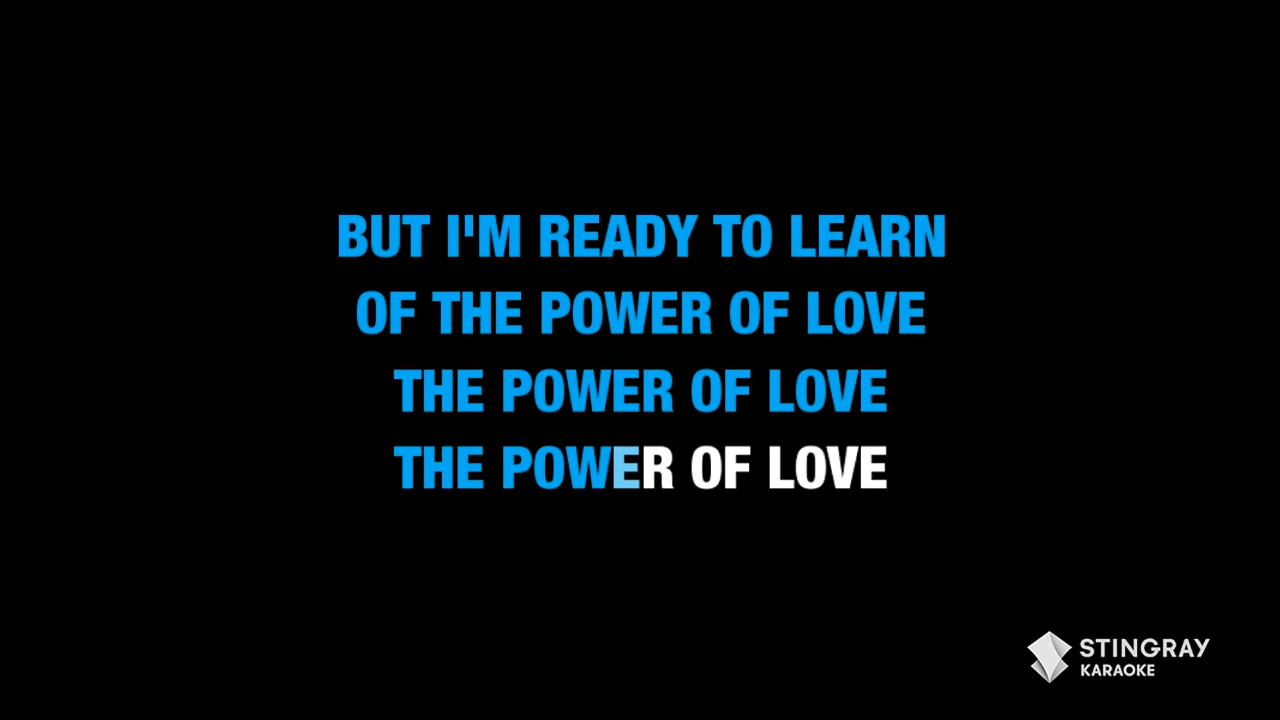 BUT I'M READY TO LEARN
OF THE POWER OF LOVE
THE POWER OF LOVE
THE POWER OF LOVE
STINGRAY
KARAOKE